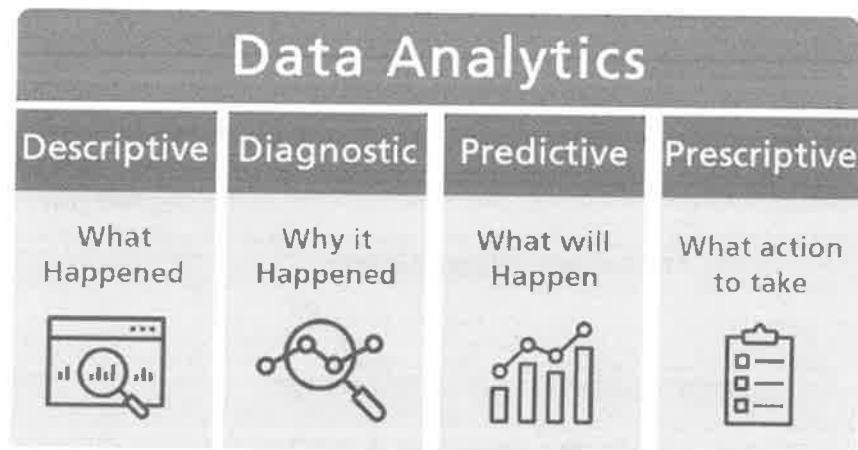 Data Analytics
Descriptive
Diagnostic
Predictive
Prescriptive
What
Happened
Why it
Happened
What will
Happen
What action
to take